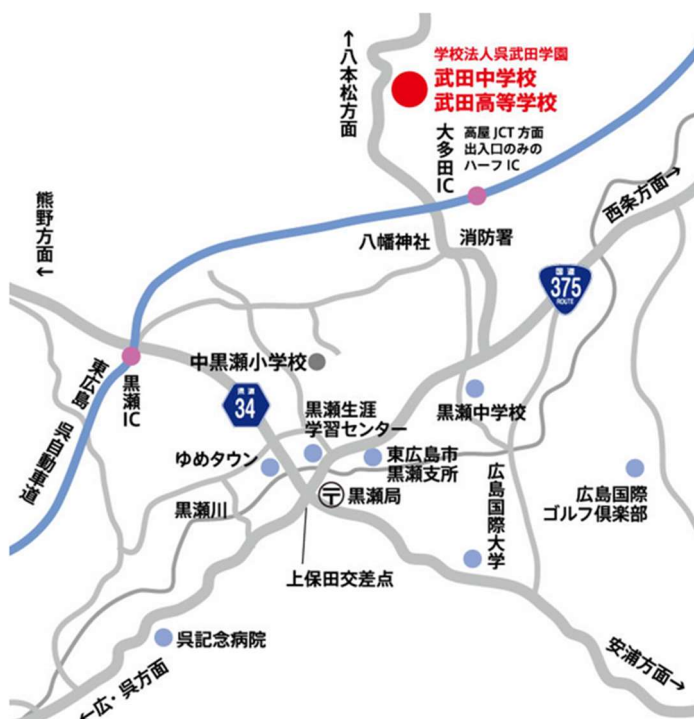 ↑八本松方面
学校法人呉武田学園
武田中学校
武田高等学校
大多田IC
高屋JCT方面
出入口のみの
ハーフIC
西条方面→
熊野方面←
八幡神社
消防署
国道
375
ROUTE
東広島
呉自動車道
黒瀬IC
中黒瀬小学校
県道
34
黒瀬生涯
学習センター
黒瀬中学校
ゆめタウン
東広島市
黒瀬支所
広島国際大学
広島国際
ゴルフ倶楽部
黒瀬川
〒黒瀬局
上保田交差点
呉記念病院
安浦方面→
←広・呉方面